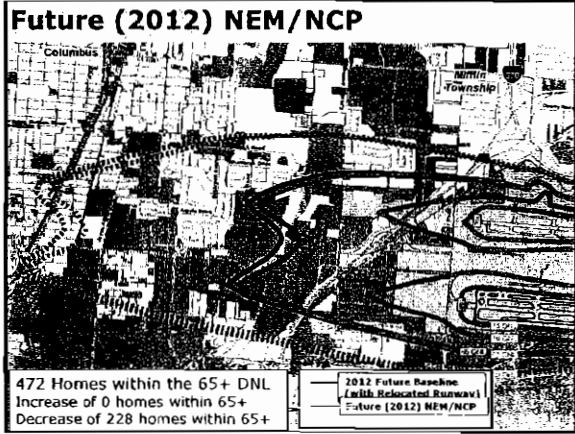 Future (2012) NEM/NCP
Columbus
Mifflin
Township
472 Homes within the 65+ DNL
Increase of 0 homes within 65+
Decrease of 228 homes within 65+
2012 Future Baseline
(with Relocated Runway)
Future (2012) NEM/NCP